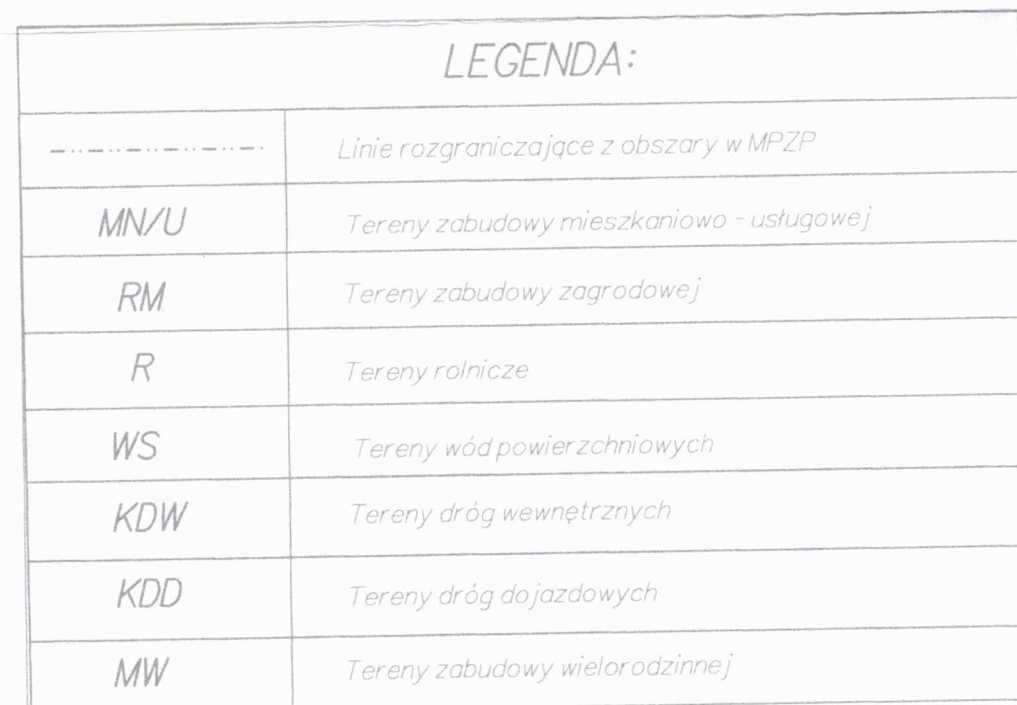 LEGENDA:
Linie rozgraniczające z obszary w MPZP
MN/U Tereny zabudowy mieszkaniowo - usługowej
RM Tereny zabudowy zagrodowej
R Tereny rolnicze
WS Tereny wód powierzchniowych
KDW Tereny dróg wewnętrznych
KDD Tereny dróg dojazdowych
MW Tereny zabudowy wielorodzinnej